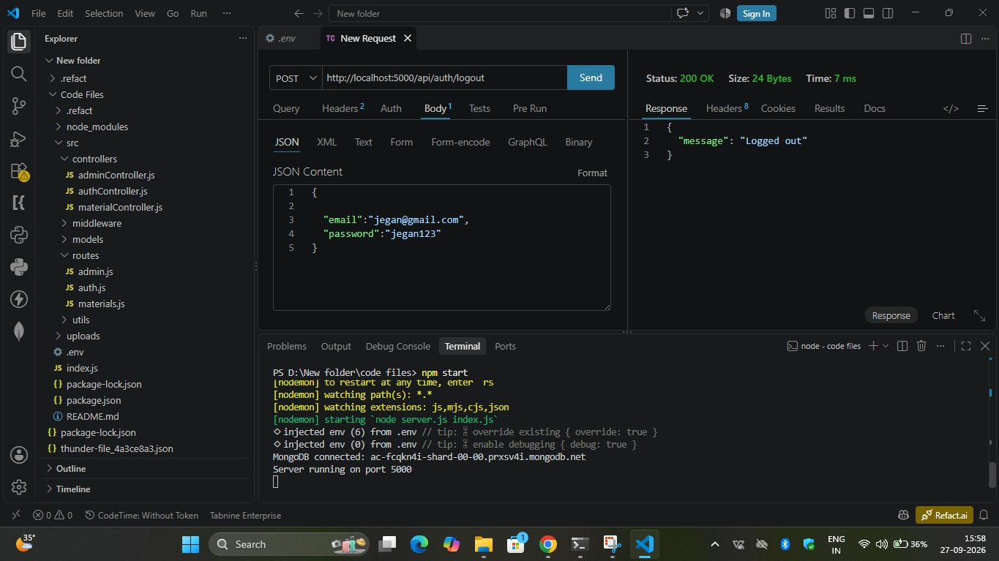 File Edit Selection View Go Run ··· New folder Sign In
Explorer ···
New folder
.refact
Code Files
.refact
node_modules
src
controllers
JS adminController.js
JS authController.js
JS materialController.js
middleware
models
routes
JS admin.js
JS auth.js
JS materials.js
utils
uploads
.env
JS index.js
{} package-lock.json
{} package.json
README.md
{} package-lock.json
{} thunder-file_4a3ce8a3.json
Outline
Timeline
.env
TC New Request
POST http://localhost:5000/api/auth/logout Send
Query Headers 2 Auth Body 1 Tests Pre Run
JSON XML Text Form Form-encode GraphQL Binary
JSON Content Format
1 {
2
3 "email":"jegan@gmail.com",
4 "password":"jegan123"
5 }
Status: 200 OK Size: 24 Bytes Time: 7 ms
Response Headers 8 Cookies Results Docs </>
1 {
2 "message": "Logged out"
3 }
Response Chart
Problems Output Debug Console Terminal Ports node - code files
PS D:\New folder\code files> npm start
[nodemon] to restart at any time, enter rs
[nodemon] watching path(s): *.*
[nodemon] watching extensions: js,mjs,cjs,json
[nodemon] starting `node server.js index.js`
◇ injected env (6) from .env // tip: ⌘ override existing { override: true }
◇ injected env (0) from .env // tip: ⌘ enable debugging { debug: true }
MongoDB connected: ac-fcqkn4i-shard-00-00.prxsv4i.mongodb.net
Server running on port 5000
0 0 CodeTime: Without Token Tabnine Enterprise Refact.ai
35° Search 1 ENG 36% 15:58
IN 27-09-2026